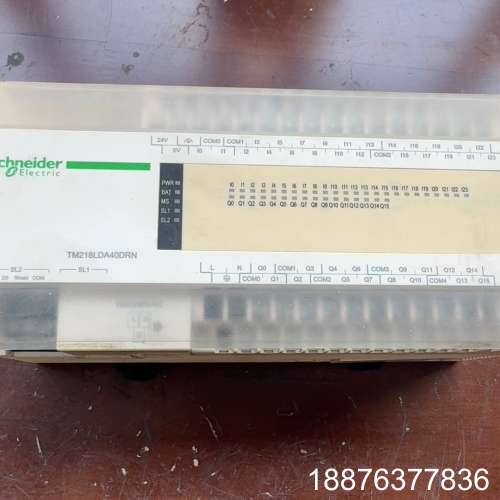 24V COM0 COM1 I3 I5 I7 I8 I10 I12 I14 I16 I18 I20 I22
0V I0 I1 I2 I4 I6 COM2 I9 I11 I13 COM3 I15 I17 I19 I21 I23
chneider
Electric
PWR
BAT
MS
SL1
SL2
I0 I1 I2 I3 I4 I5 I6 I7 I8 I9 I10 I11 I12 I13 I14 I15 I16 I17 I18 I19 I20 I21 I22 I23
Q0 Q1 Q2 Q3 Q4 Q5 Q6 Q7 Q8 Q9 Q10 Q11 Q12 Q13 Q14 Q15
TM218LDA40DRN
SL2 SL1
D0 Shield COM
L N Q0 COM1 Q3 Q4 Q6 COM3 Q9 Q11 Q12 Q14
COM0 Q1 Q2 COM2 Q5 Q7 Q8 Q10 COM4 Q13 Q15
18876377836